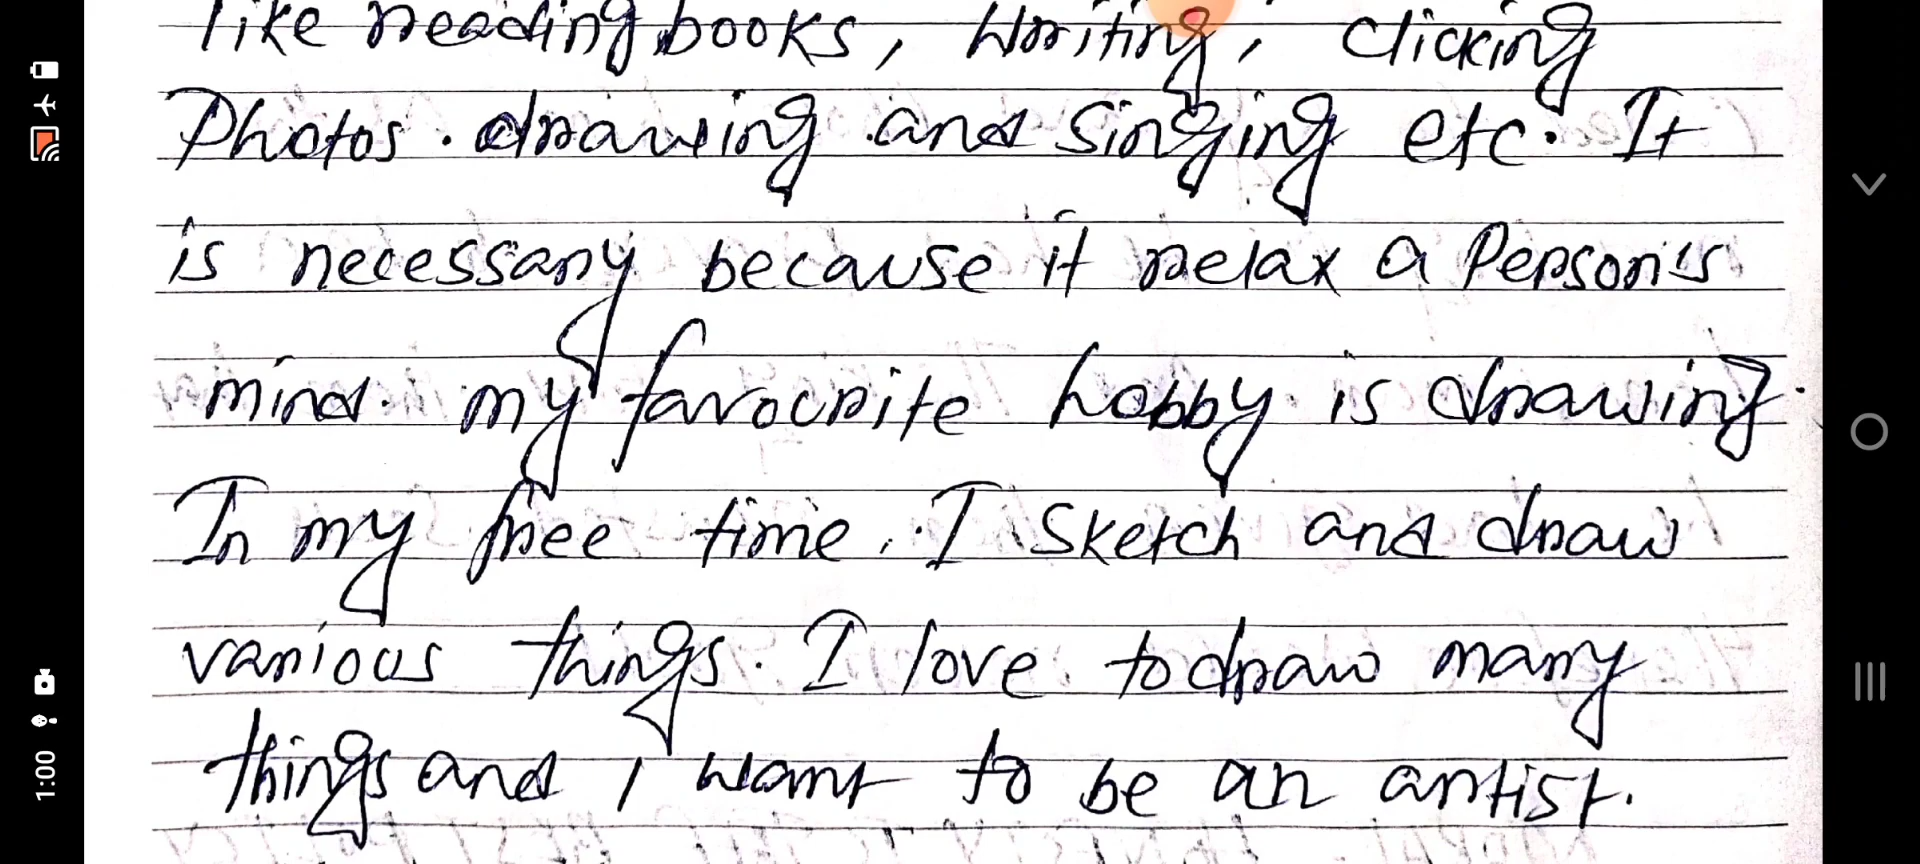 like reading books, Writing, clicking
Photos. drawing and Singing etc. It
is necessary because it relax a Person's
mind. my favourite hobby is drawing.
In my free time, I Sketch and draw
various things. I love to draw many
things and I want to be an artist.
1:00